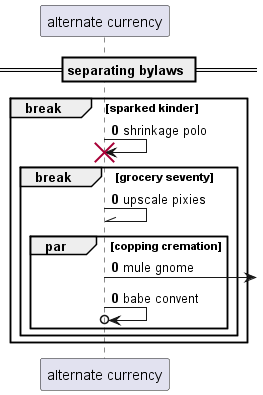 alternate currency
separating bylaws
break [sparked kinder]
0 shrinkage polo
break [grocery seventy]
0 upscale pixies
par [copping cremation]
0 mule gnome
0 babe convent
alternate currency